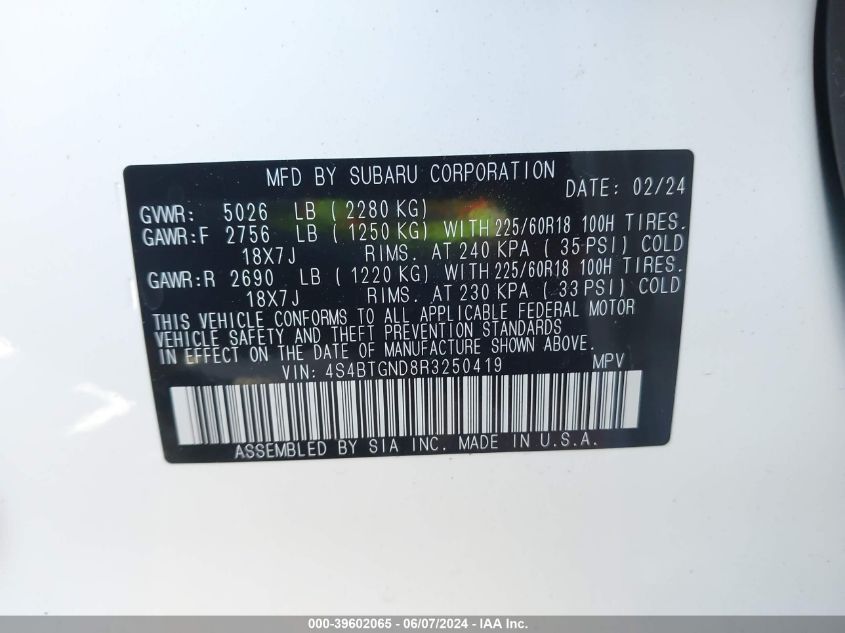 MFD BY SUBARU CORPORATION
DATE: 02/24
GVWR: 5026 LB ( 2280 KG)
GAWR:F 2756 LB ( 1250 KG) WITH 225/60R18 100H TIRES.
18X7J RIMS. AT 240 KPA ( 35 PSI) COLD
GAWR:R 2690 LB ( 1220 KG) WITH 225/60R18 100H TIRES.
18X7J RIMS. AT 230 KPA ( 33 PSI) COLD
THIS VEHICLE CONFORMS TO ALL APPLICABLE FEDERAL MOTOR
VEHICLE SAFETY AND THEFT PREVENTION STANDARDS
IN EFFECT ON THE DATE OF MANUFACTURE SHOWN ABOVE.
VIN: 4S4BTGND8R3250419 MPV
ASSEMBLED BY SIA INC. MADE IN U.S.A.
000-39602065 - 06/07/2024 - IAA Inc.